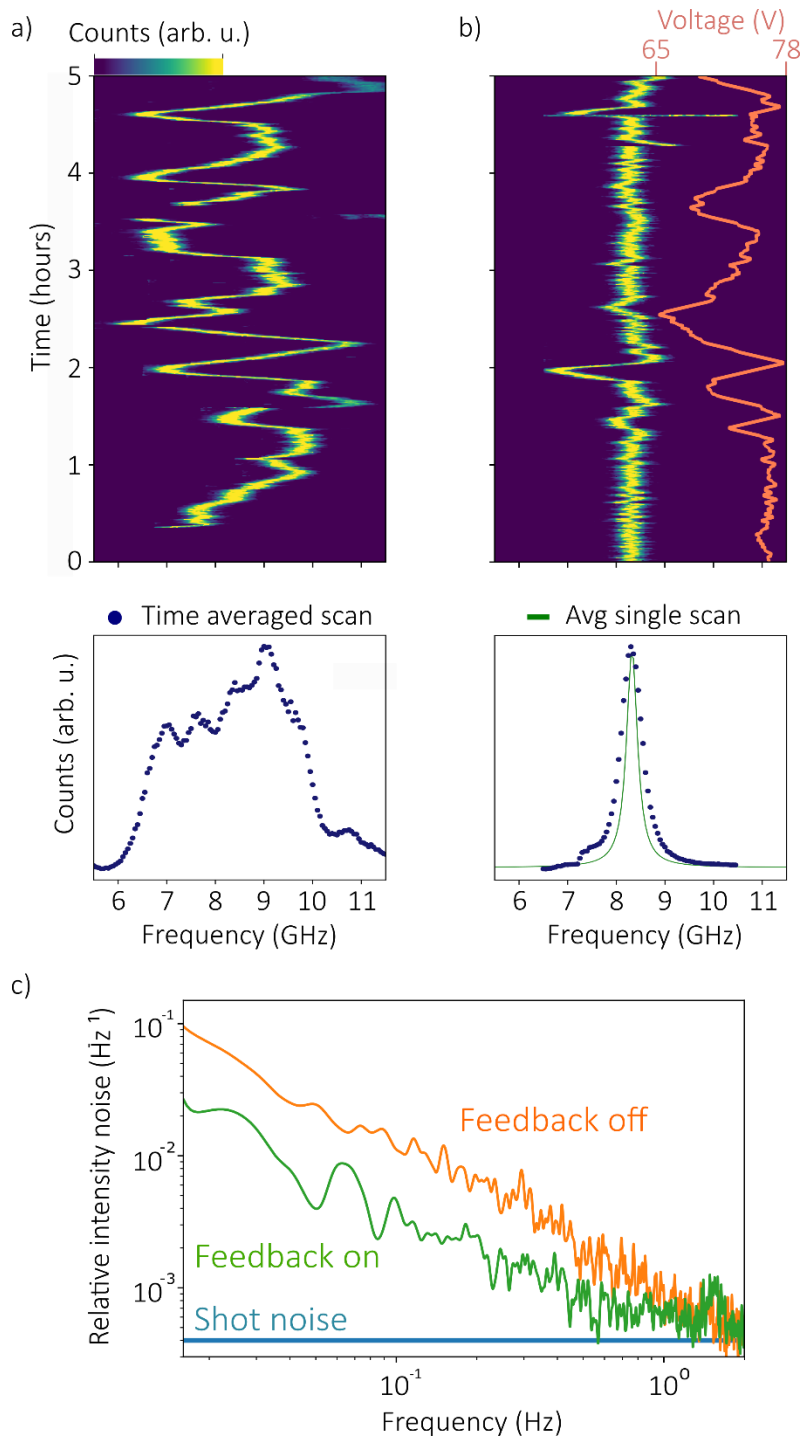 a)
Counts (arb. u.)
b)
Voltage (V)
65 78
5
4
3
2
1
0
Time (hours)
Time averaged scan
Avg single scan
Counts (arb. u.)
6 7 8 9 10 11
Frequency (GHz)
6 7 8 9 10 11
Frequency (GHz)
c)
Relative intensity noise (Hz ¹)
10⁻¹
10⁻²
10⁻³
Feedback off
Feedback on
Shot noise
10⁻¹ 10⁰
Frequency (Hz)